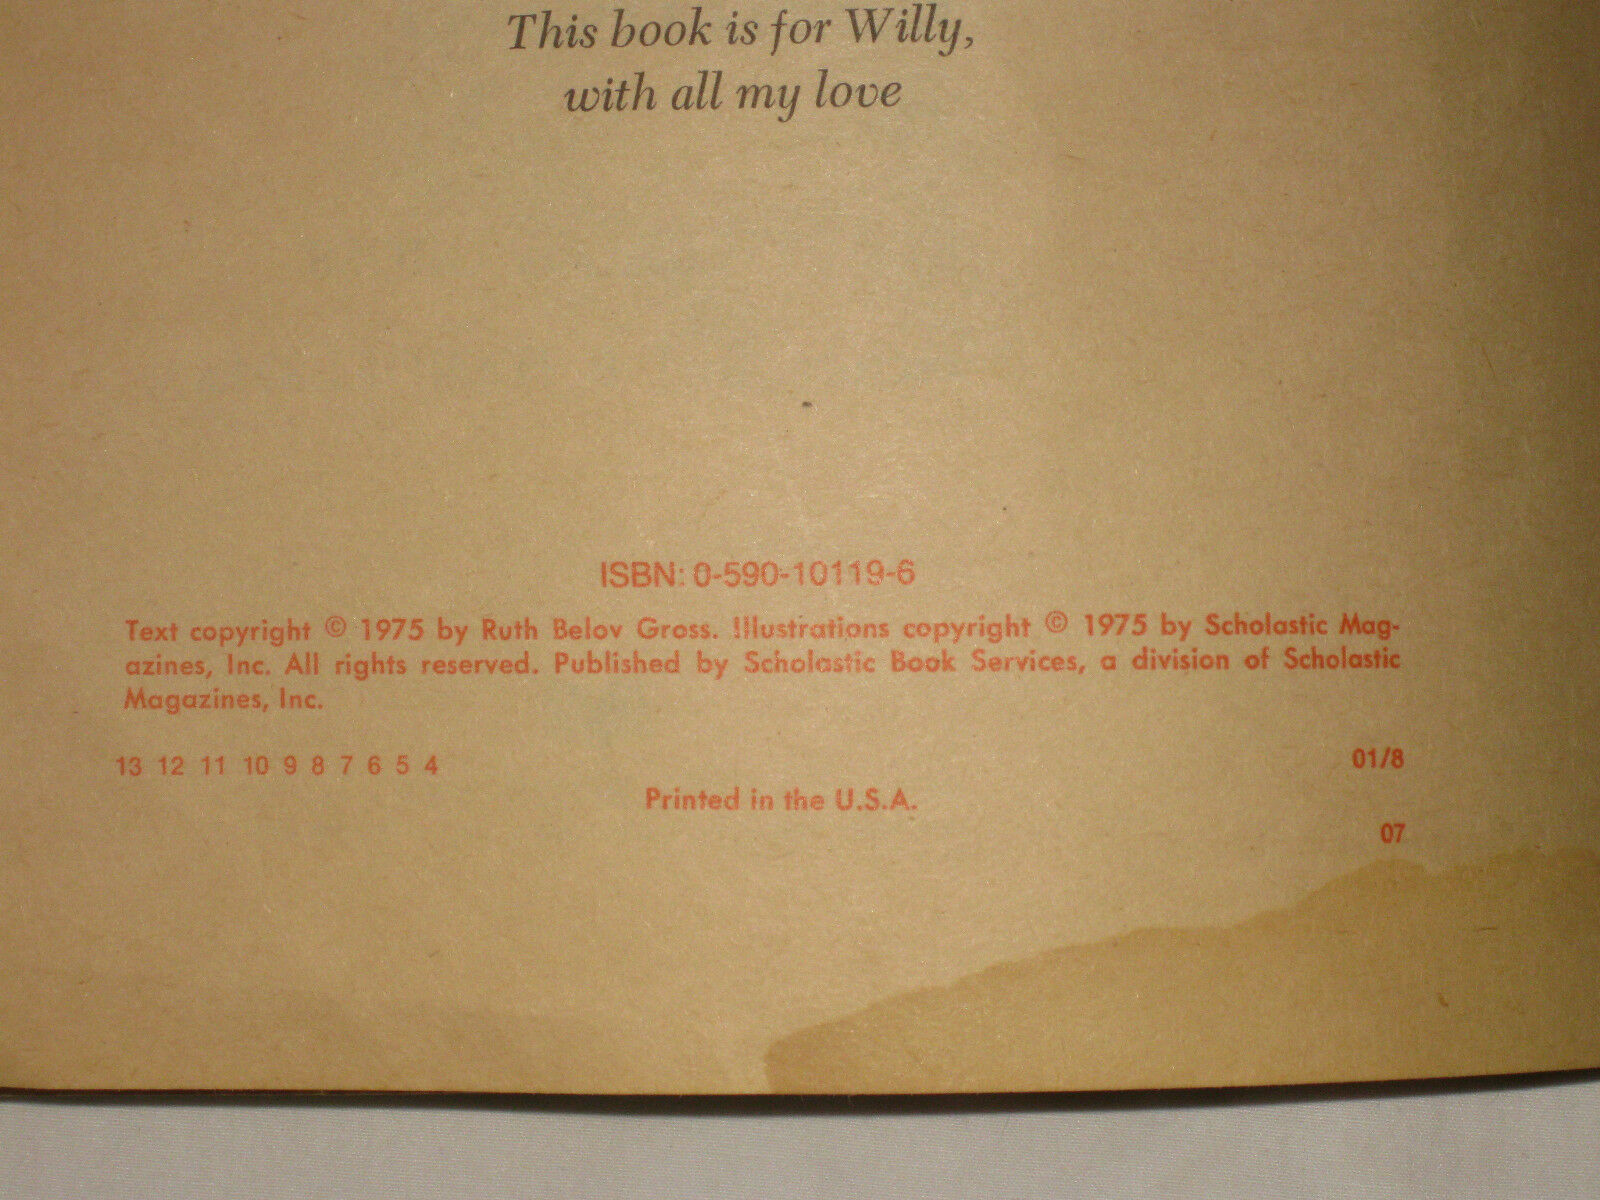 This book is for Willy,
with all my love
ISBN: 0-590-10119-6
Text copyright © 1975 by Ruth Belov Gross. Illustrations copyright © 1975 by Scholastic Mag-
azines, Inc. All rights reserved. Published by Scholastic Book Services, a division of Scholastic
Magazines, Inc.
13 12 11 10 9 8 7 6 5 4
01/8
Printed in the U.S.A.
07